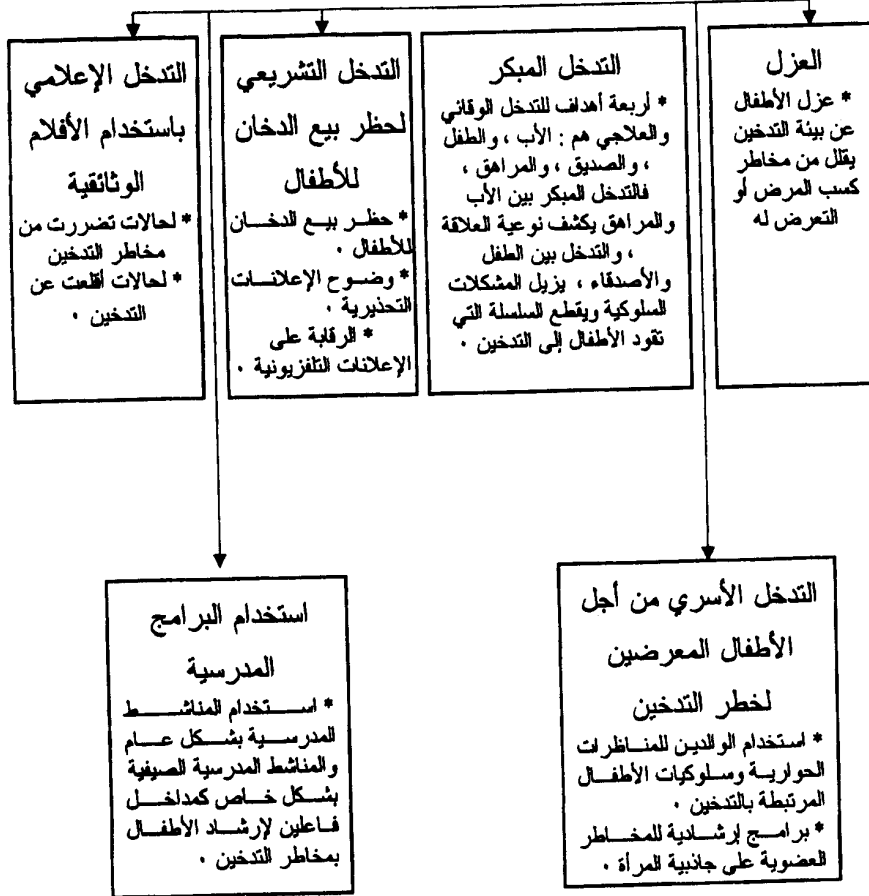 العزل
* عزل الأطفال
عن بيئة التدخين
يقلل من مخاطر
كسب المرض أو
التعرض له
التدخل المبكر
* أربعة أهداف للتدخل الوقائي
والعلاجي هم : الأب ، والطفل
، والصديق ، والمراهق ،
فالتدخل المبكر بين الأب
والمراهق يكشف نوعية العلاقة
، والتدخل بين الطفل
والأصدقاء ، يزيل المشكلات
السلوكية ويقطع السلسلة التي
تقود الأطفال إلى التدخين .
التدخل التشريعي
لحظر بيع الدخان
للأطفال
* حظر بيع الدخان
للأطفال .
* وضوح الإعلانات
التحذيرية .
* الرقابة على
الإعلانات التلفزيونية .
التدخل الإعلامي
باستخدام الأفلام
الوثائقية
* لحالات تضررت من
مخاطر التدخين
* لحالات أقلعت عن
التدخين .
التدخل الأسري من أجل
الأطفال المعرضين
لخطر التدخين
* استخدام الوالدين للمناظرات
الحوارية وسلوكيات الأطفال
المرتبطة بالتدخين .
* برامج إرشادية للمخاطر
العضوية على جانبية المرأة .
استخدام البرامج
المدرسية
* استخدام المناشط
المدرسية بشكل عام
والمناشط المدرسية الصيفية
بشكل خاص كمداخل
فاعلين لإرشاد الأطفال
بمخاطر التدخين .